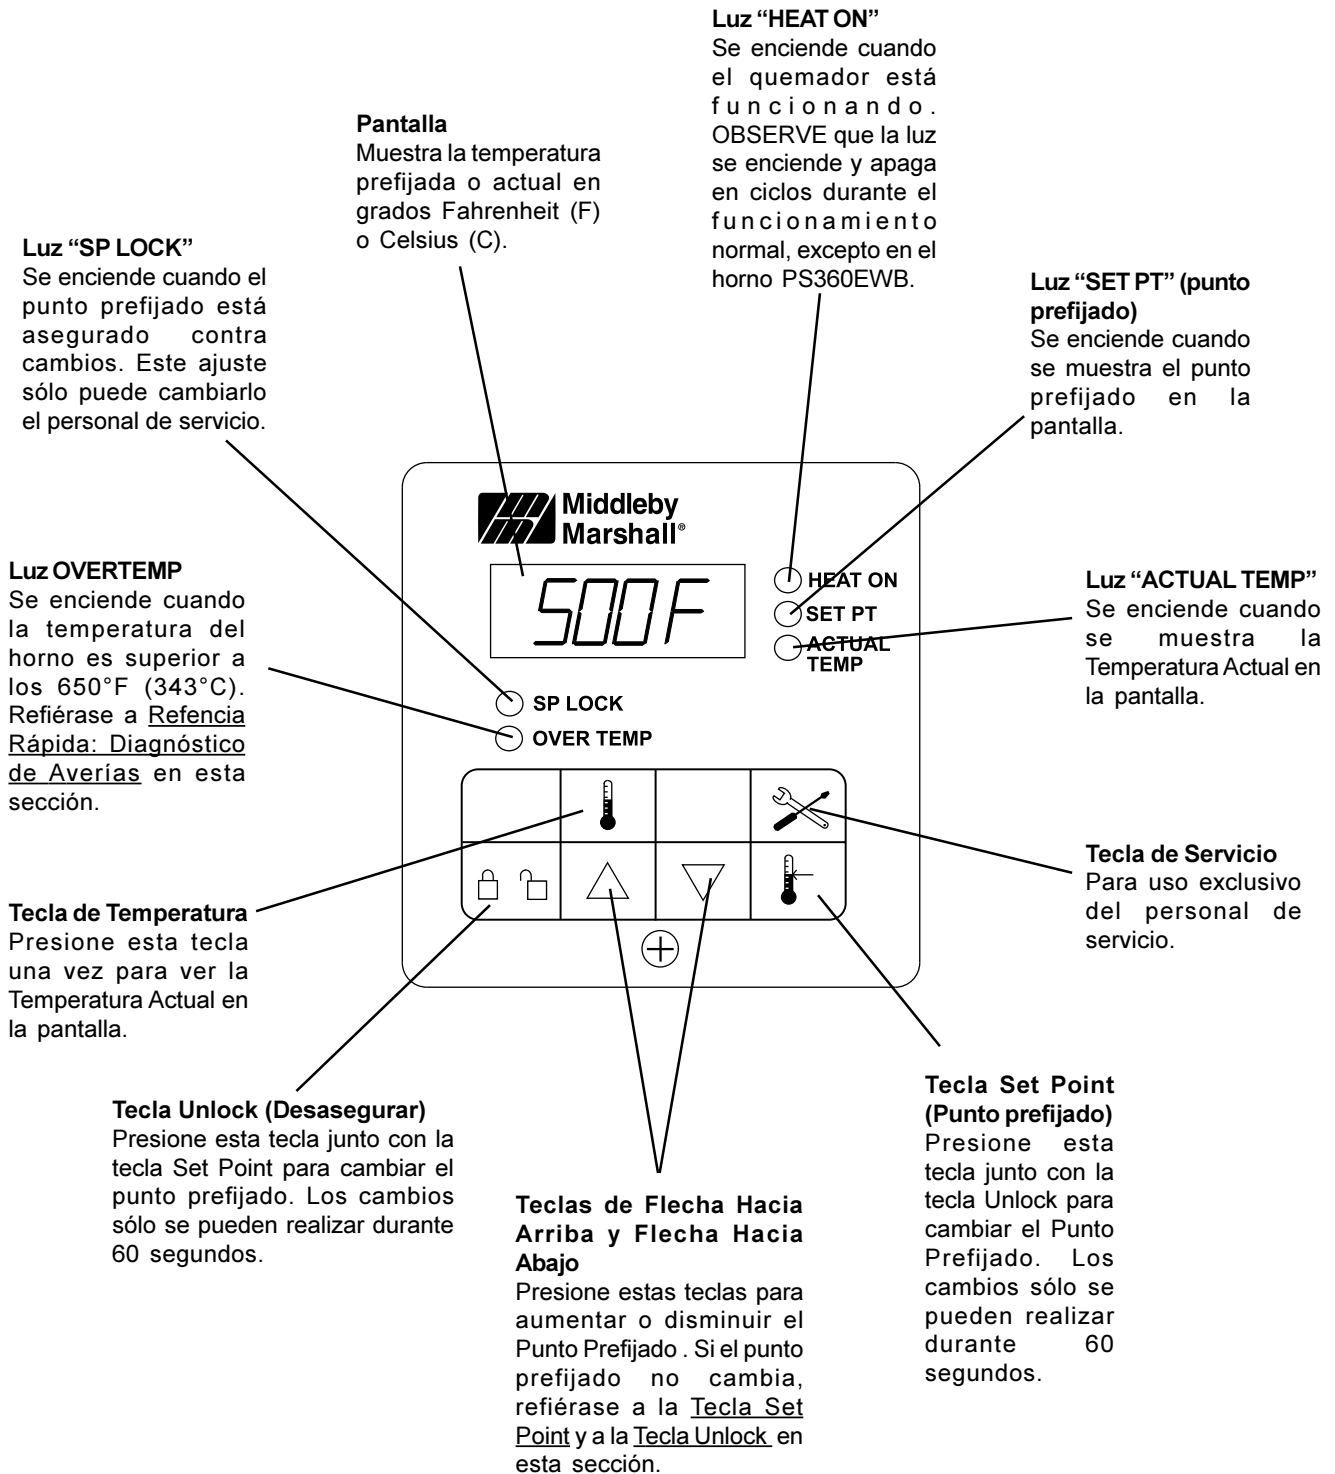 Luz “HEAT ON”
Se enciende cuando
el quemador está
funcionando.
OBSERVE que la luz
se enciende y apaga
en ciclos durante el
funcionamiento
normal, excepto en el
horno PS360EWB.
Pantalla
Muestra la temperatura
prefijada o actual en
grados Fahrenheit (F)
o Celsius (C).
Luz “SP LOCK”
Se enciende cuando el
punto prefijado está
asegurado contra
cambios. Este ajuste
sólo puede cambiarlo
el personal de servicio.
Luz “SET PT” (punto
prefijado)
Se enciende cuando
se muestra el punto
prefijado en la
pantalla.
Middleby
Marshall®
500F
HEAT ON
SET PT
ACTUAL
TEMP
SP LOCK
OVER TEMP
Luz OVERTEMP
Se enciende cuando
la temperatura del
horno es superior a
los 650°F (343°C).
Refiérase a Refencia
Rápida: Diagnóstico
de Averías en esta
sección.
Luz “ACTUAL TEMP”
Se enciende cuando
se muestra la
Temperatura Actual en
la pantalla.
Tecla de Servicio
Para uso exclusivo
del personal de
servicio.
Tecla de Temperatura
Presione esta tecla
una vez para ver la
Temperatura Actual en
la pantalla.
Tecla Unlock (Desasegurar)
Presione esta tecla junto con la
tecla Set Point para cambiar el
punto prefijado. Los cambios
sólo se pueden realizar durante
60 segundos.
Teclas de Flecha Hacia
Arriba y Flecha Hacia
Abajo
Presione estas teclas para
aumentar o disminuir el
Punto Prefijado . Si el punto
prefijado no cambia,
refiérase a la Tecla Set
Point y a la Tecla Unlock en
esta sección.
Tecla Set Point
(Punto prefijado)
Presione esta
tecla junto con la
tecla Unlock para
cambiar el Punto
Prefijado. Los
cambios sólo se
pueden realizar
durante 60
segundos.